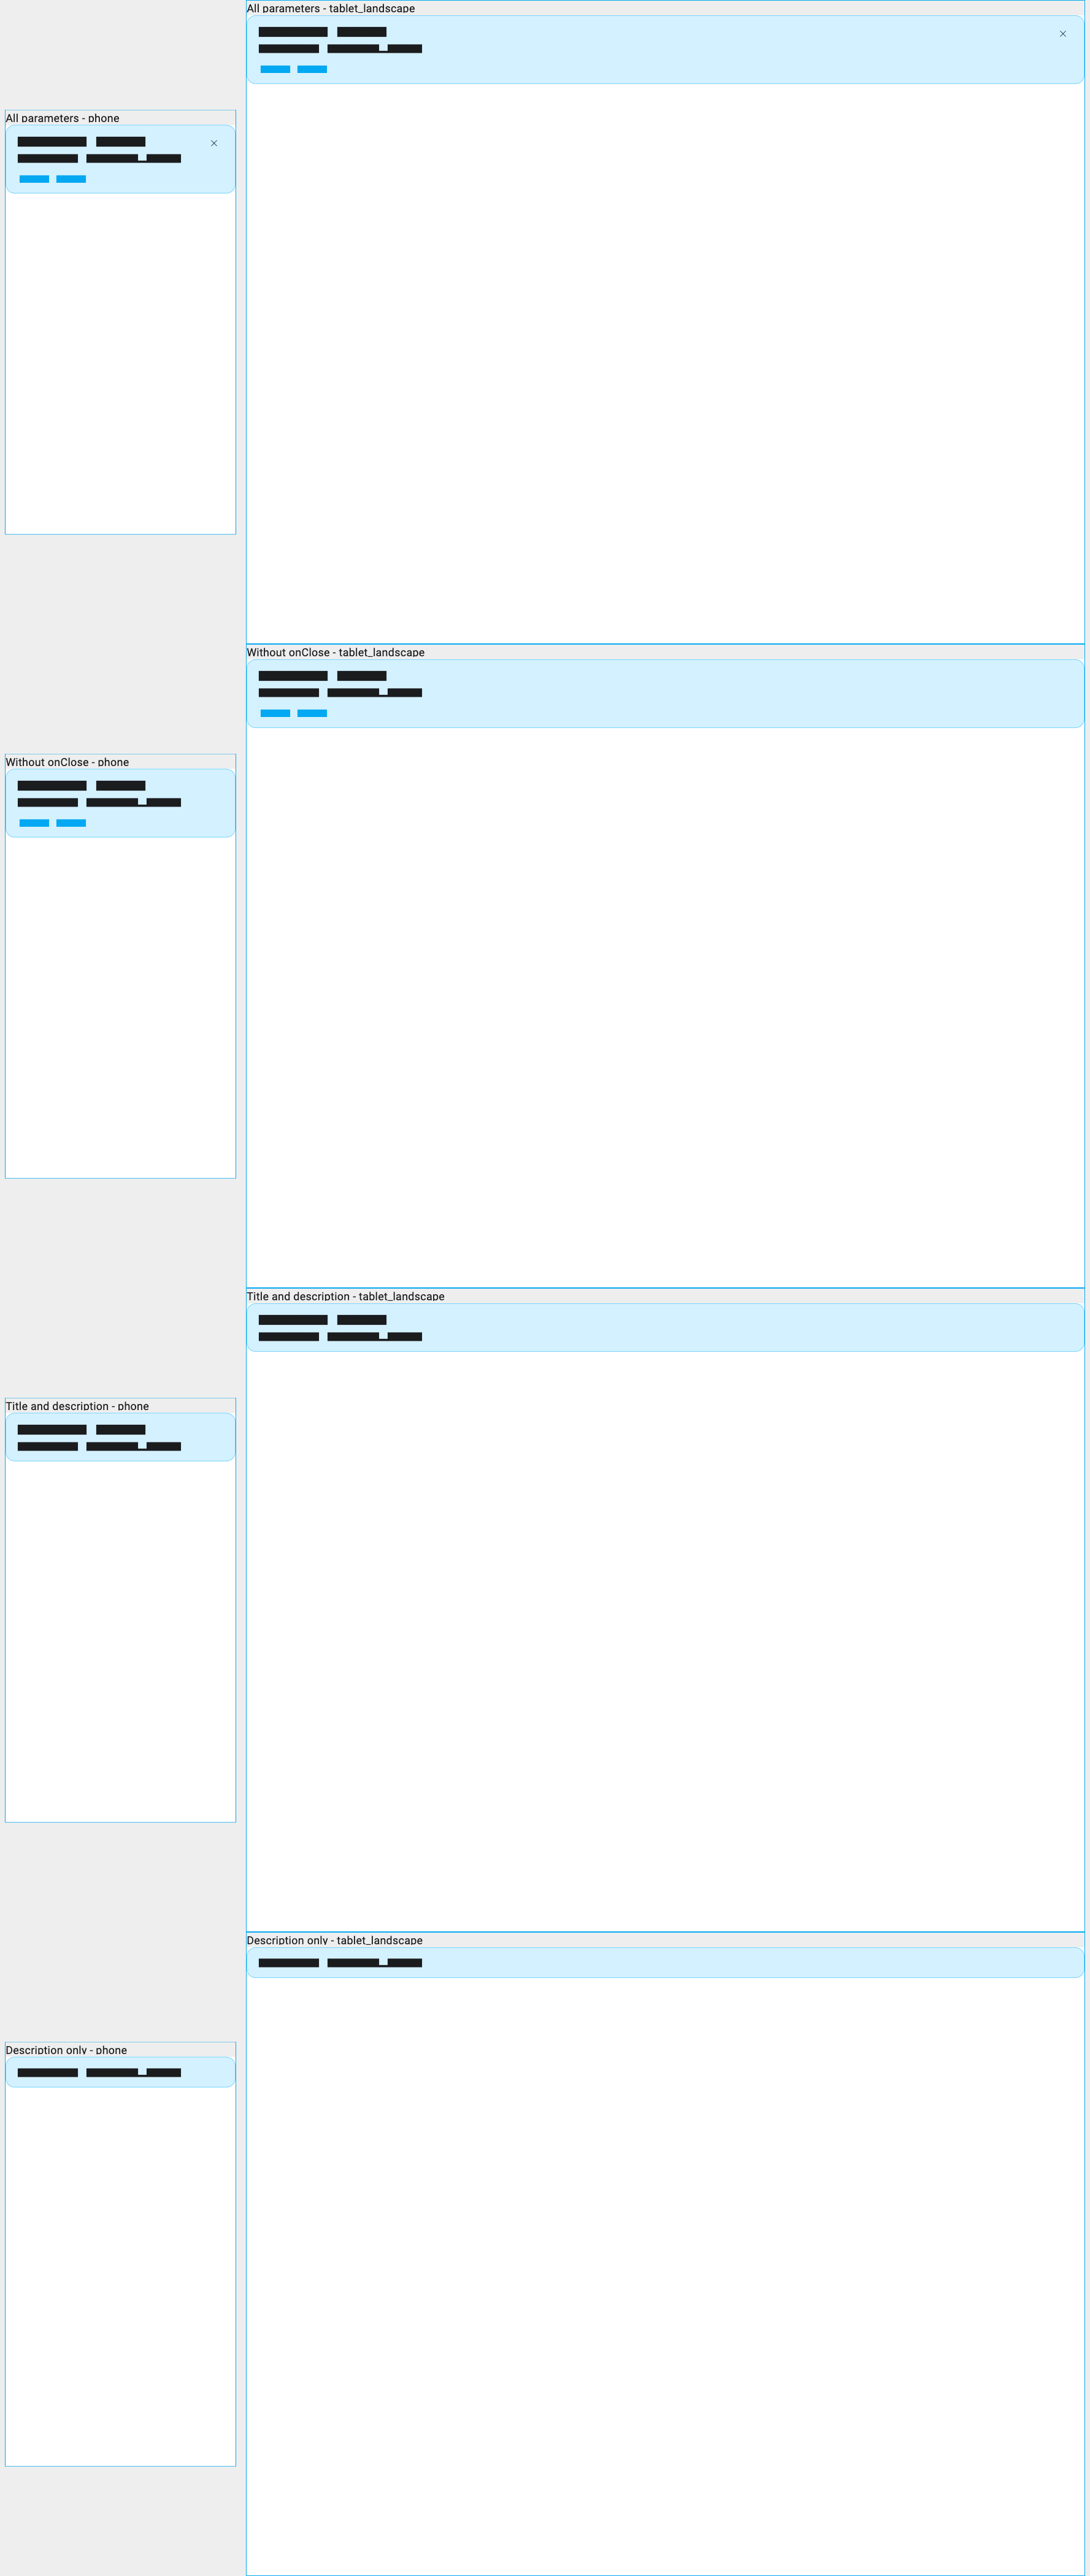 All parameters - tablet_landscape
All parameters - phone
Without onClose - tablet_landscape
Without onClose - phone
Title and description - tablet_landscape
Title and description - phone
Description only - tablet_landscape
Description only - phone